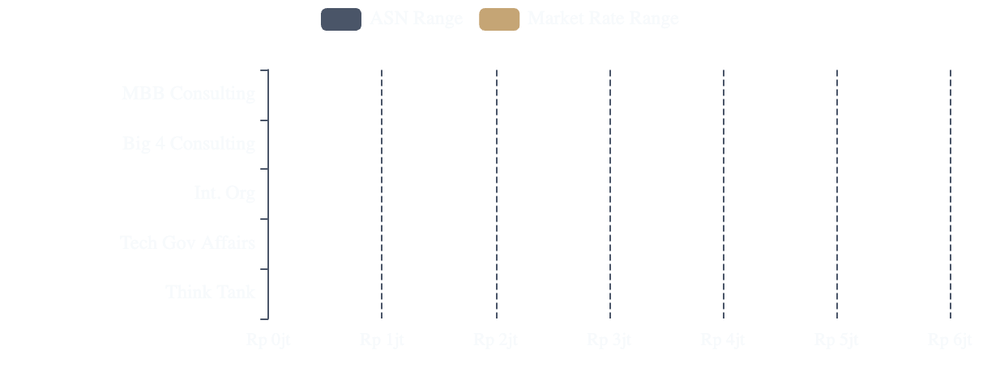 ASN Range Market Rate Range
MBB Consulting
Big 4 Consulting
Int. Org
Tech Gov Affairs
Think Tank
Rp 0jt Rp 1jt Rp 2jt Rp 3jt Rp 4jt Rp 5jt Rp 6jt